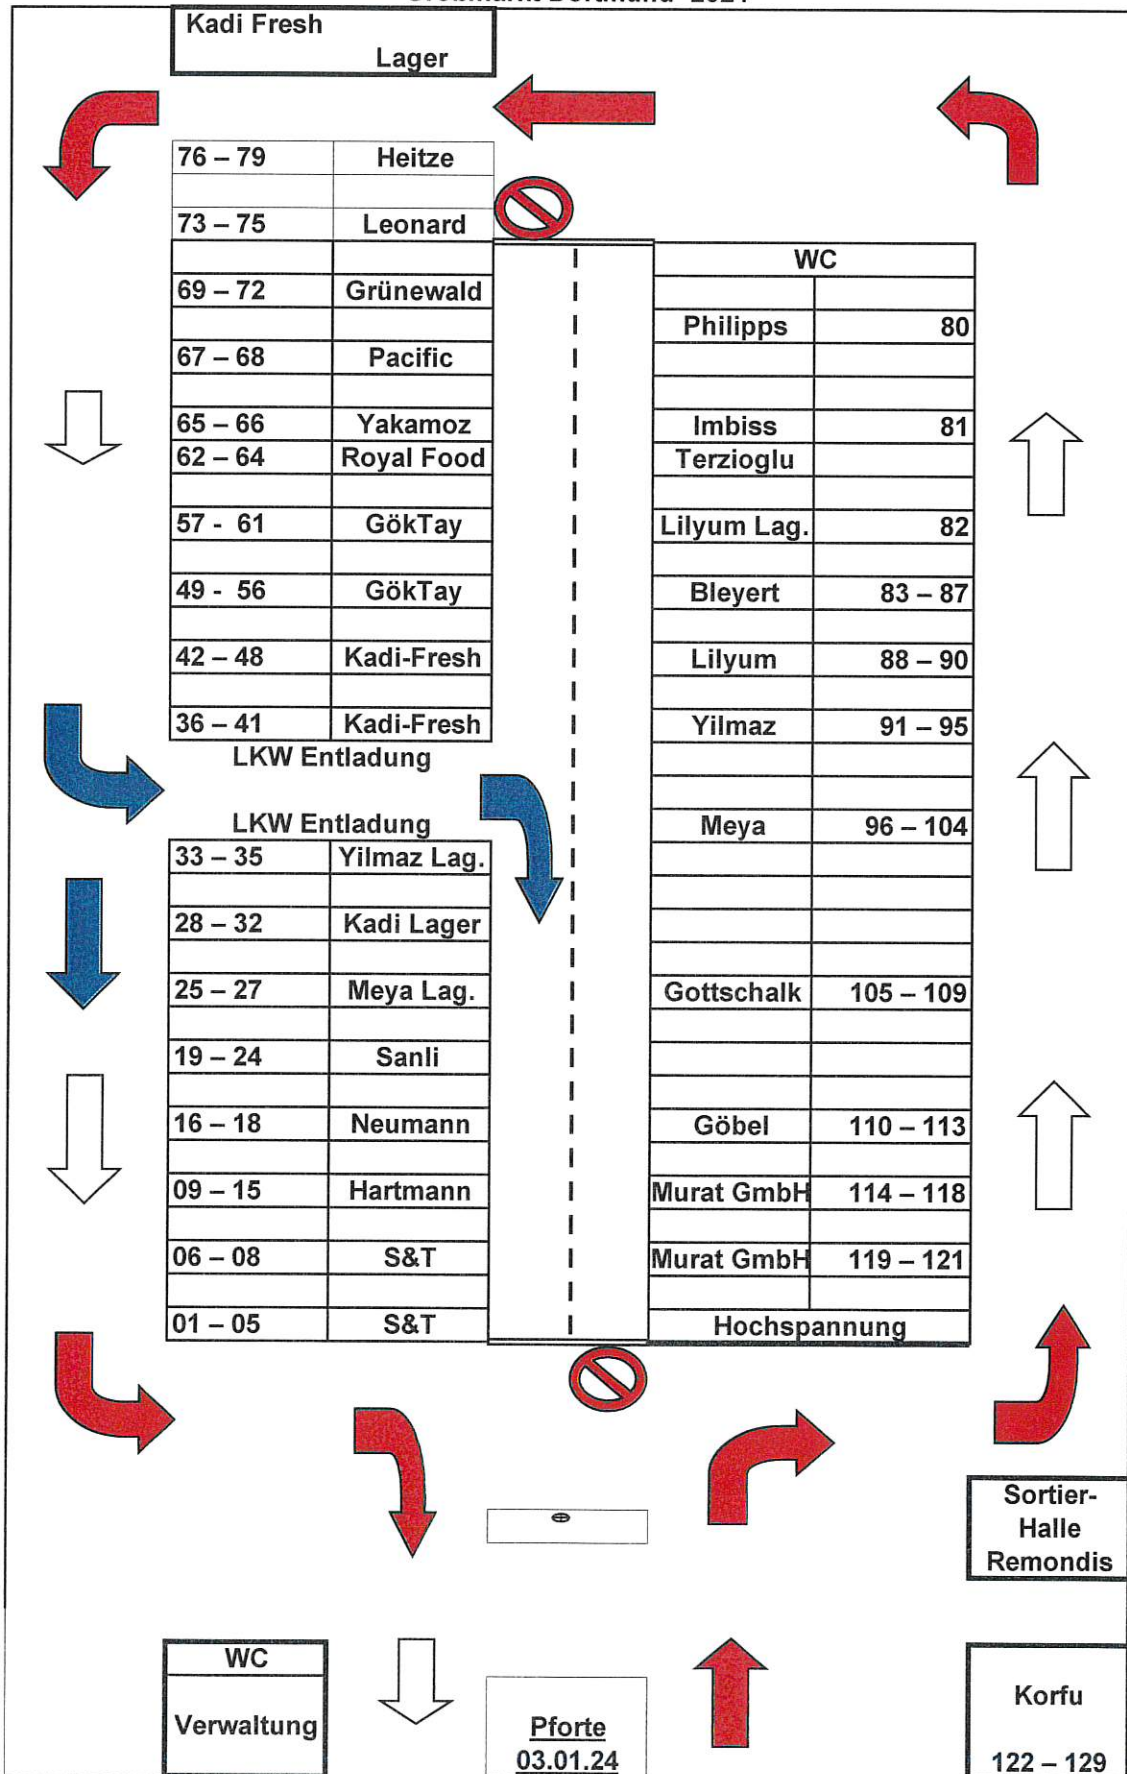 Kadi Fresh
Lager
76 – 79 Heitze
73 – 75 Leonard
69 – 72 Grünewald
67 – 68 Pacific
65 – 66 Yakamoz
62 – 64 Royal Food
57 - 61 GökTay
49 - 56 GökTay
42 – 48 Kadi-Fresh
36 – 41 Kadi-Fresh
LKW Entladung
LKW Entladung
33 – 35 Yilmaz Lag.
28 – 32 Kadi Lager
25 – 27 Meya Lag.
19 – 24 Sanli
16 – 18 Neumann
09 – 15 Hartmann
06 – 08 S&T
01 – 05 S&T
WC
Philipps 80
Imbiss 81
Terzioglu
Lilyum Lag. 82
Bleyert 83 – 87
Lilyum 88 – 90
Yilmaz 91 – 95
Meya 96 – 104
Gottschalk 105 – 109
Göbel 110 – 113
Murat GmbH 114 – 118
Murat GmbH 119 – 121
Hochspannung
Sortier-
Halle
Remondis
WC
Verwaltung
Pforte
03.01.24
Korfu
122 – 129